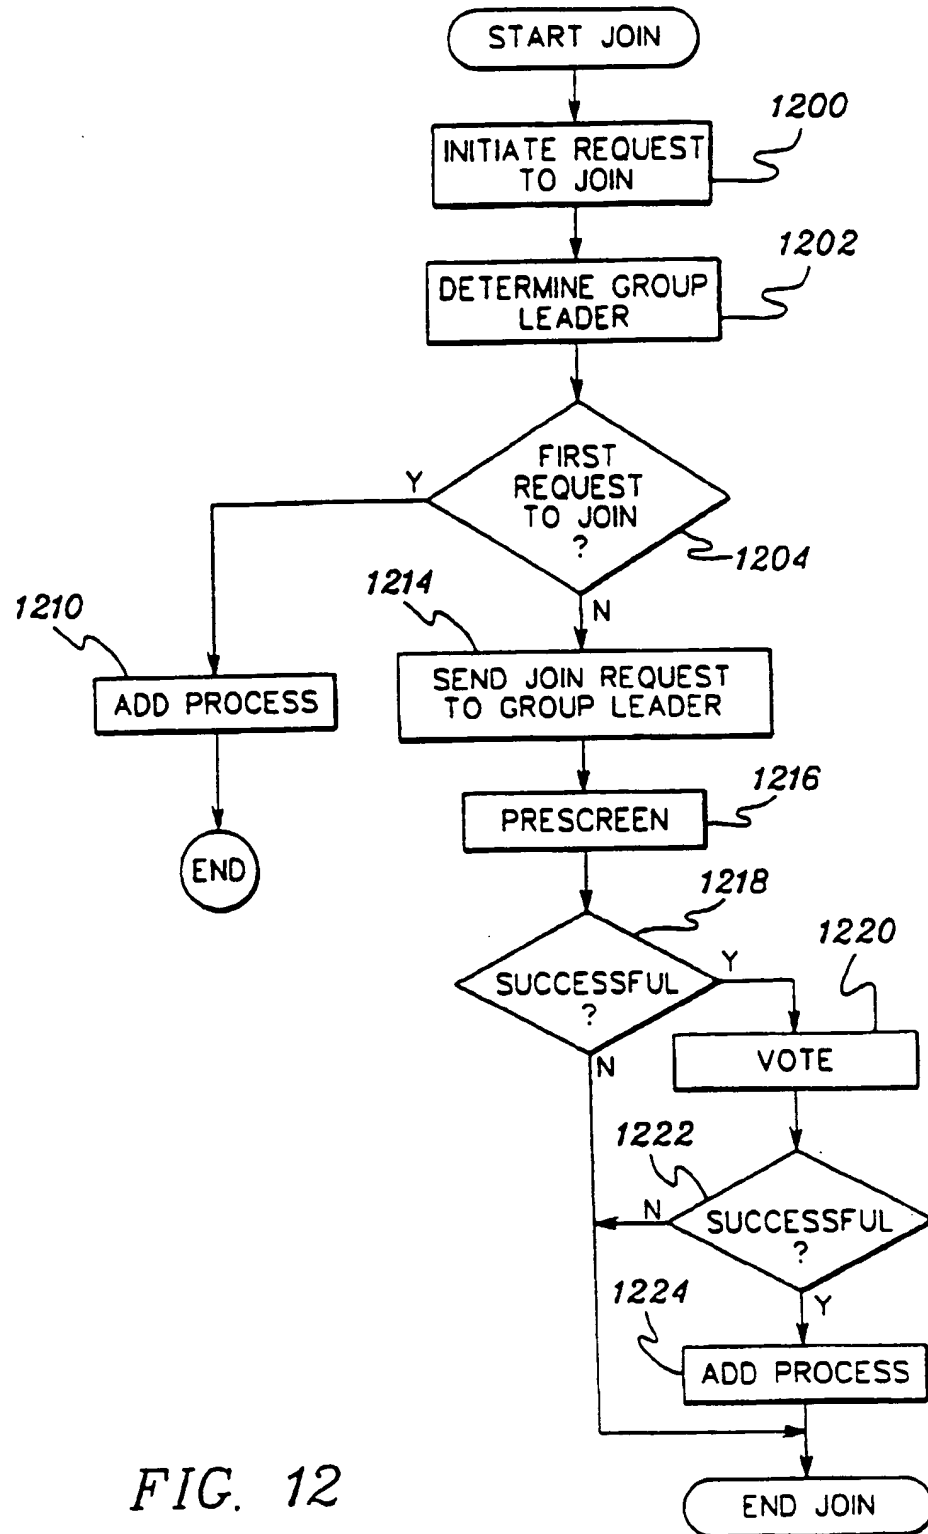 START JOIN
1200
INITIATE REQUEST
TO JOIN
1202
DETERMINE GROUP
LEADER
FIRST
REQUEST
TO JOIN
?
Y
1204
N
1214
1210
SEND JOIN REQUEST
TO GROUP LEADER
ADD PROCESS
1216
PRESCREEN
END
1218
SUCCESSFUL
?
Y
N
1220
VOTE
1222
SUCCESSFUL
?
N
Y
1224
ADD PROCESS
END JOIN
FIG. 12